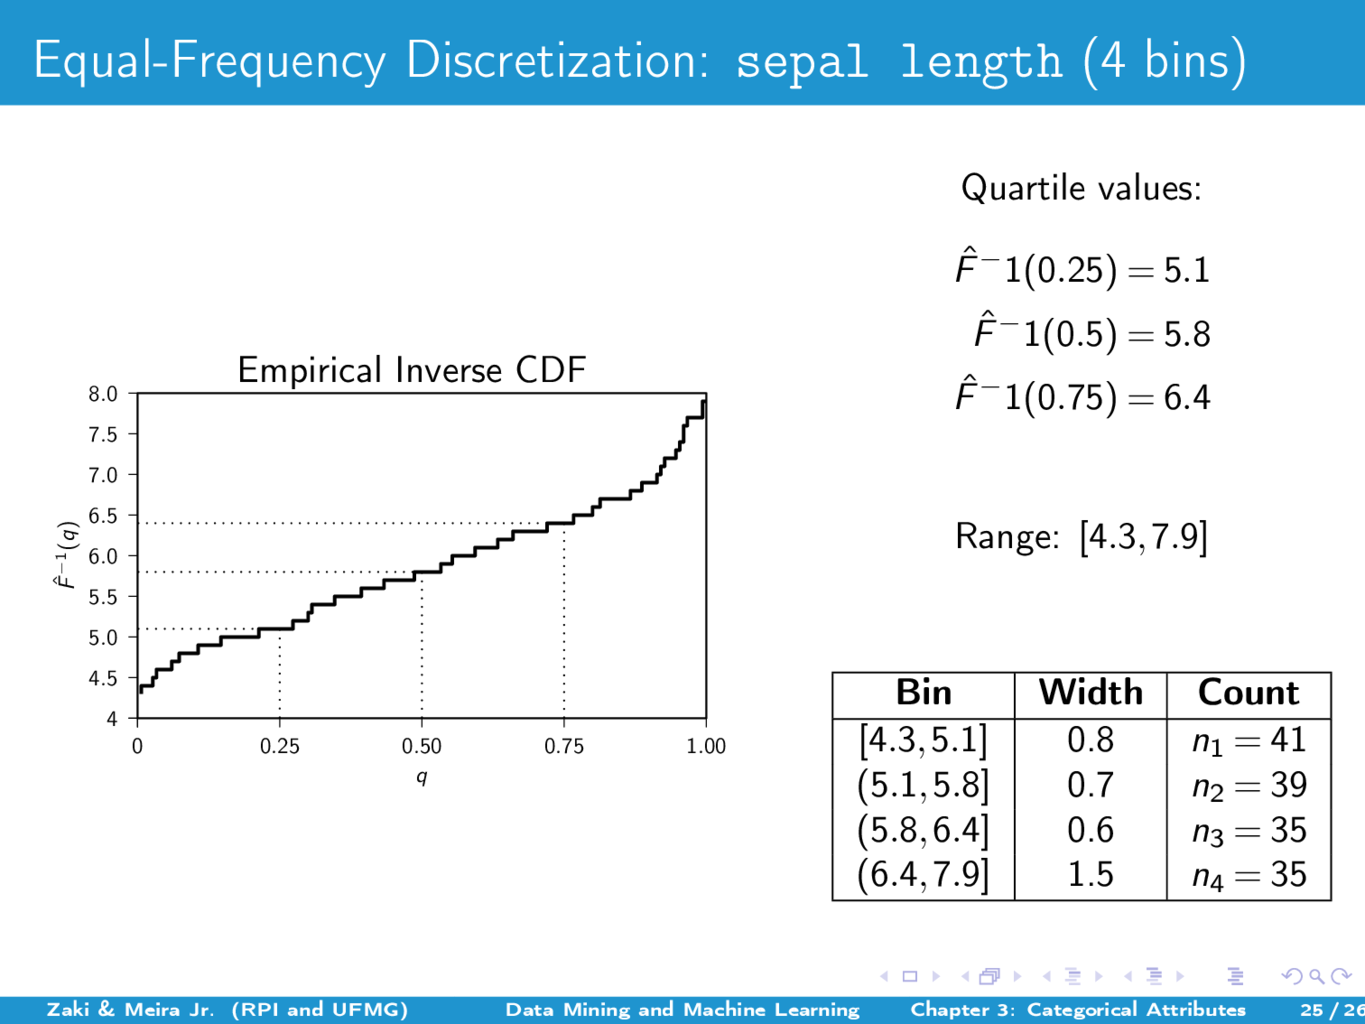 Equal-Frequency Discretization: sepal length (4 bins)
Quartile values:
F̂⁻1(0.25) = 5.1
F̂⁻1(0.5) = 5.8
F̂⁻1(0.75) = 6.4
Range: [4.3, 7.9]
Empirical Inverse CDF
8.0
7.5
7.0
6.5
6.0
5.5
5.0
4.5
4
F̂⁻¹(q)
0 0.25 0.50 0.75 1.00
q
Bin Width Count
[4.3, 5.1] 0.8 n₁ = 41
(5.1, 5.8] 0.7 n₂ = 39
(5.8, 6.4] 0.6 n₃ = 35
(6.4, 7.9] 1.5 n₄ = 35
Zaki & Meira Jr. (RPI and UFMG) Data Mining and Machine Learning Chapter 3: Categorical Attributes 25 / 26